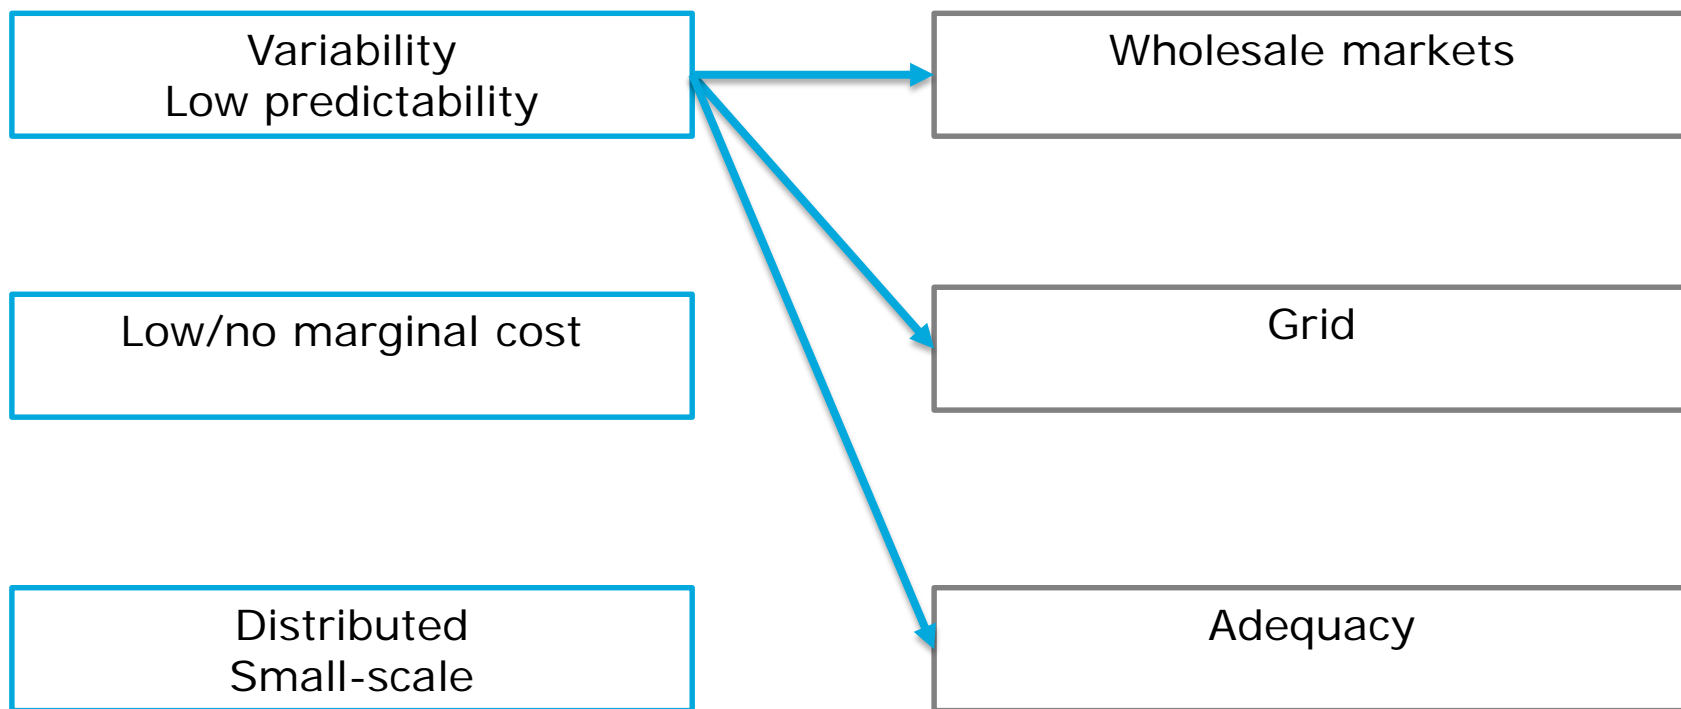 Variability
Low predictability
Wholesale markets
Low/no marginal cost
Grid
Distributed
Small-scale
Adequacy